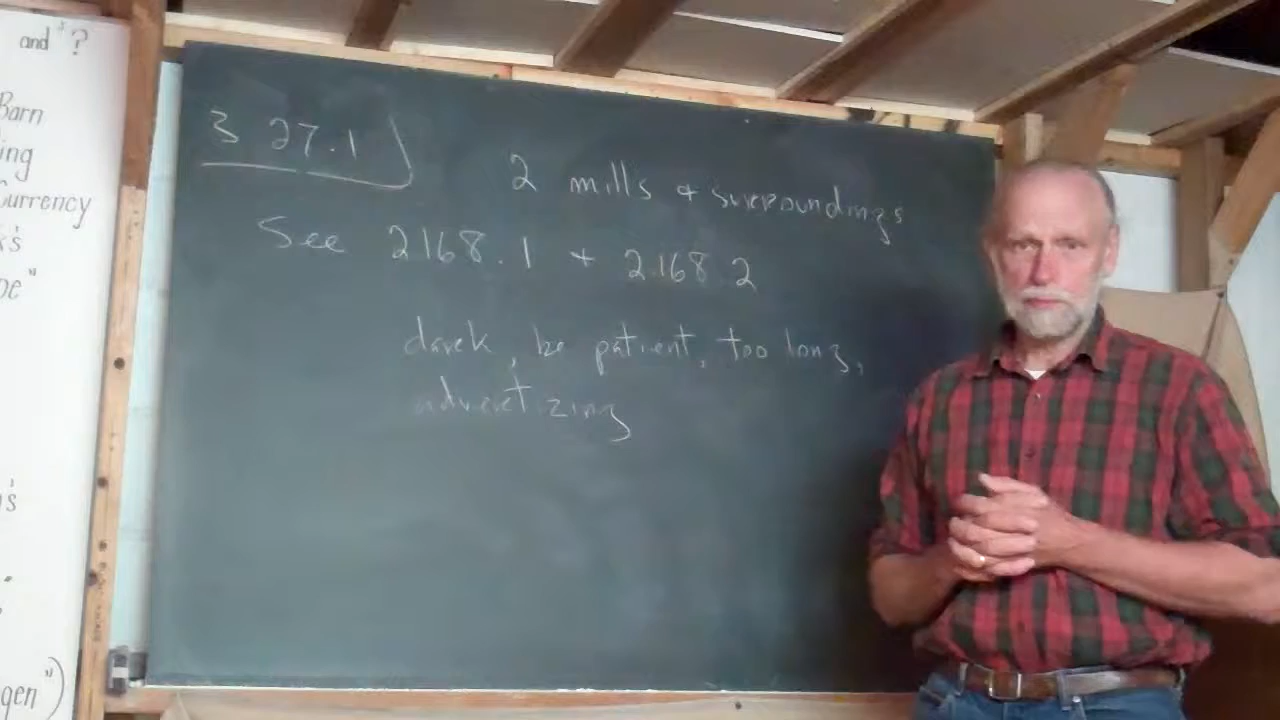 and "?
Barn
ing
Currency
k's
pe"
's
gen")
3 27.1
2 mills & surroundings
See 2168.1 + 2168.2
dark, be patient, too long,
advertizing